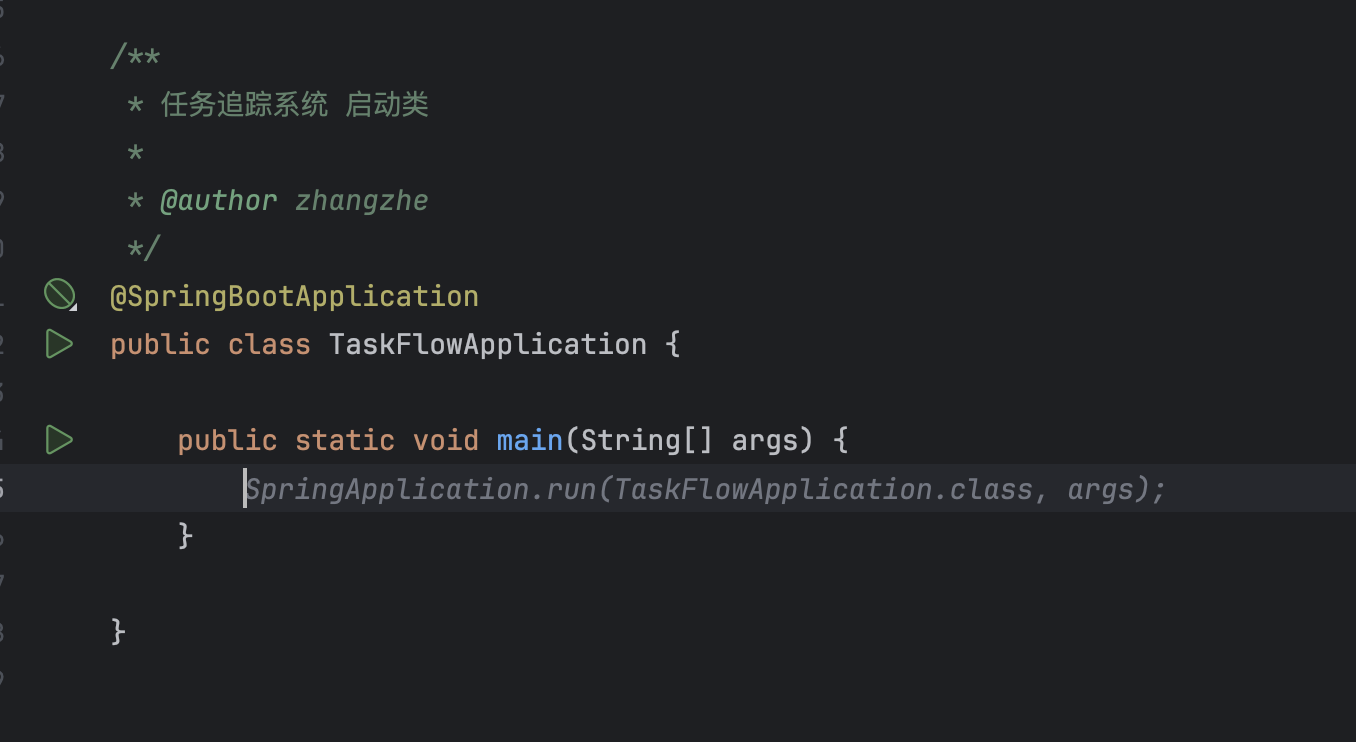 /**
 * 任务追踪系统 启动类
 *
 * @author zhangzhe
 */
@SpringBootApplication
public class TaskFlowApplication {
    public static void main(String[] args) {
        SpringApplication.run(TaskFlowApplication.class, args);
    }
}